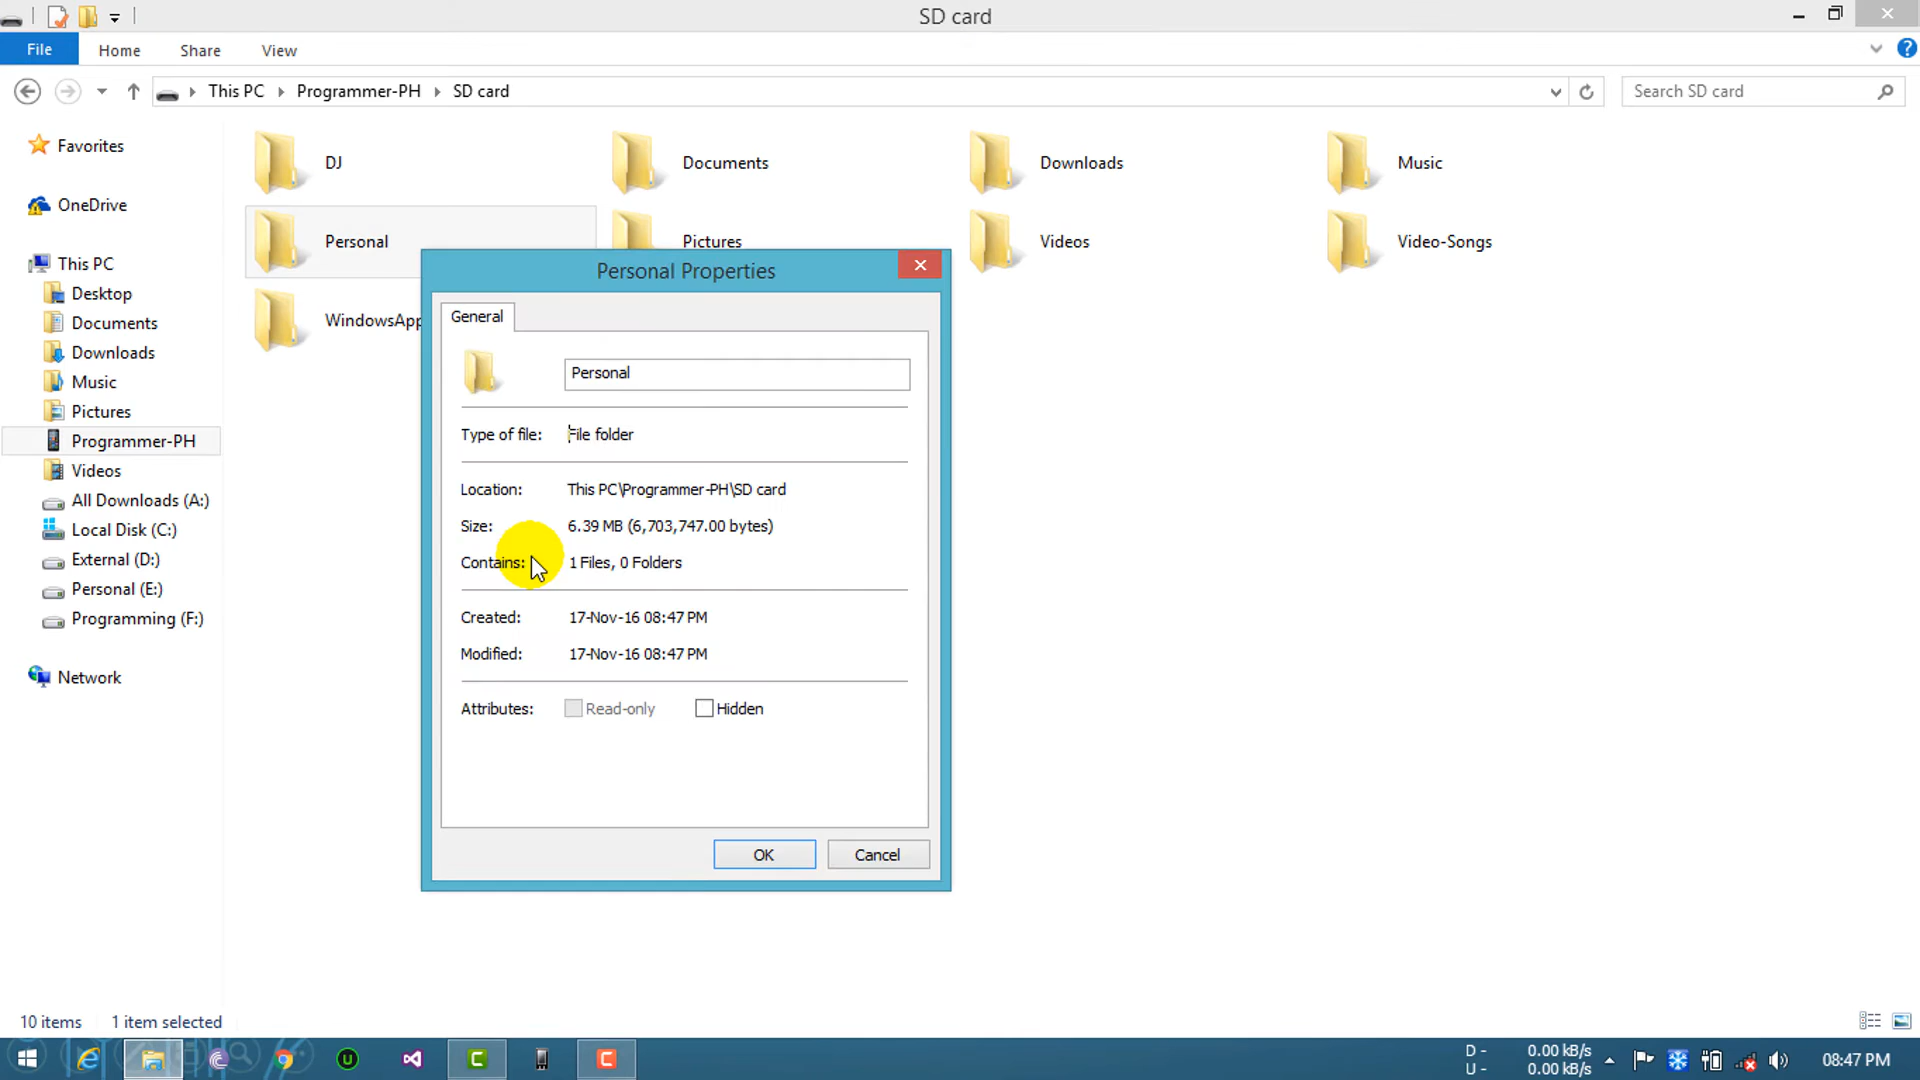 SD card
File
Home
Share
View
This PC
Programmer-PH
SD card
Search SD card
Favorites
OneDrive
This PC
Desktop
Documents
Downloads
Music
Pictures
Programmer-PH
Videos
All Downloads (A:)
Local Disk (C:)
External (D:)
Personal (E:)
Programming (F:)
Network
DJ
Documents
Downloads
Music
Personal
Pictures
Videos
Video-Songs
WindowsApp
Personal Properties
General
Personal
Type of file: File folder
Location: This PC\Programmer-PH\SD card
Size: 6.39 MB (6,703,747.00 bytes)
Contains: 1 Files, 0 Folders
Created: 17-Nov-16 08:47 PM
Modified: 17-Nov-16 08:47 PM
Attributes: Read-only Hidden
OK
Cancel
10 items
1 item selected
D - 0.00 kB/s
U - 0.00 kB/s
08:47 PM